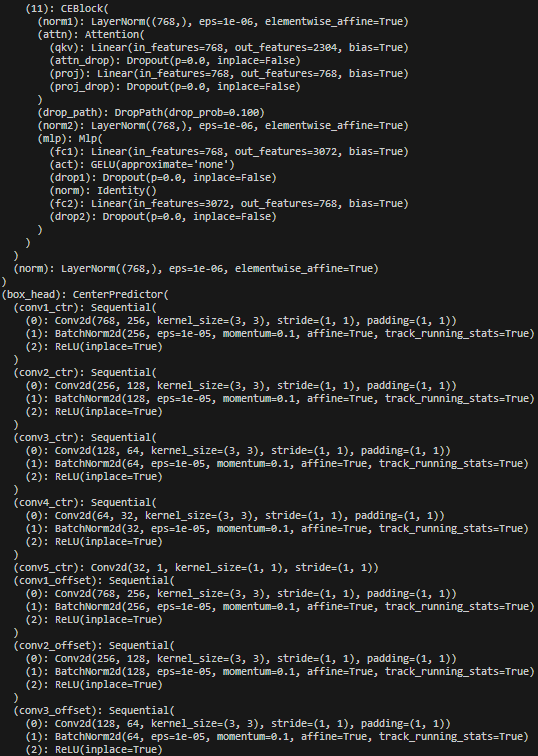 (11): CEBlock(
(norm1): LayerNorm((768,), eps=1e-06, elementwise_affine=True)
(attn): Attention(
(qkv): Linear(in_features=768, out_features=2304, bias=True)
(attn_drop): Dropout(p=0.0, inplace=False)
(proj): Linear(in_features=768, out_features=768, bias=True)
(proj_drop): Dropout(p=0.0, inplace=False)
)
(drop_path): DropPath(drop_prob=0.100)
(norm2): LayerNorm((768,), eps=1e-06, elementwise_affine=True)
(mlp): Mlp(
(fc1): Linear(in_features=768, out_features=3072, bias=True)
(act): GELU(approximate='none')
(drop1): Dropout(p=0.0, inplace=False)
(norm): Identity()
(fc2): Linear(in_features=3072, out_features=768, bias=True)
(drop2): Dropout(p=0.0, inplace=False)
)
)
)
(norm): LayerNorm((768,), eps=1e-06, elementwise_affine=True)
)
(box_head): CenterPredictor(
(conv1_ctr): Sequential(
(0): Conv2d(768, 256, kernel_size=(3, 3), stride=(1, 1), padding=(1, 1))
(1): BatchNorm2d(256, eps=1e-05, momentum=0.1, affine=True, track_running_stats=True)
(2): ReLU(inplace=True)
)
(conv2_ctr): Sequential(
(0): Conv2d(256, 128, kernel_size=(3, 3), stride=(1, 1), padding=(1, 1))
(1): BatchNorm2d(128, eps=1e-05, momentum=0.1, affine=True, track_running_stats=True)
(2): ReLU(inplace=True)
)
(conv3_ctr): Sequential(
(0): Conv2d(128, 64, kernel_size=(3, 3), stride=(1, 1), padding=(1, 1))
(1): BatchNorm2d(64, eps=1e-05, momentum=0.1, affine=True, track_running_stats=True)
(2): ReLU(inplace=True)
)
(conv4_ctr): Sequential(
(0): Conv2d(64, 32, kernel_size=(3, 3), stride=(1, 1), padding=(1, 1))
(1): BatchNorm2d(32, eps=1e-05, momentum=0.1, affine=True, track_running_stats=True)
(2): ReLU(inplace=True)
)
(conv5_ctr): Conv2d(32, 1, kernel_size=(1, 1), stride=(1, 1))
(conv1_offset): Sequential(
(0): Conv2d(768, 256, kernel_size=(3, 3), stride=(1, 1), padding=(1, 1))
(1): BatchNorm2d(256, eps=1e-05, momentum=0.1, affine=True, track_running_stats=True)
(2): ReLU(inplace=True)
)
(conv2_offset): Sequential(
(0): Conv2d(256, 128, kernel_size=(3, 3), stride=(1, 1), padding=(1, 1))
(1): BatchNorm2d(128, eps=1e-05, momentum=0.1, affine=True, track_running_stats=True)
(2): ReLU(inplace=True)
)
(conv3_offset): Sequential(
(0): Conv2d(128, 64, kernel_size=(3, 3), stride=(1, 1), padding=(1, 1))
(1): BatchNorm2d(64, eps=1e-05, momentum=0.1, affine=True, track_running_stats=True)
(2): ReLU(inplace=True)